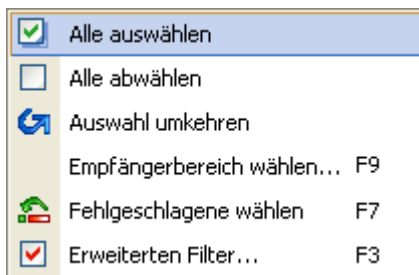 Alle auswählen
Alle abwählen
Auswahl umkehren
Empfängerbereich wählen... F9
Fehlgeschlagene wählen F7
Erweiterten Filter... F3